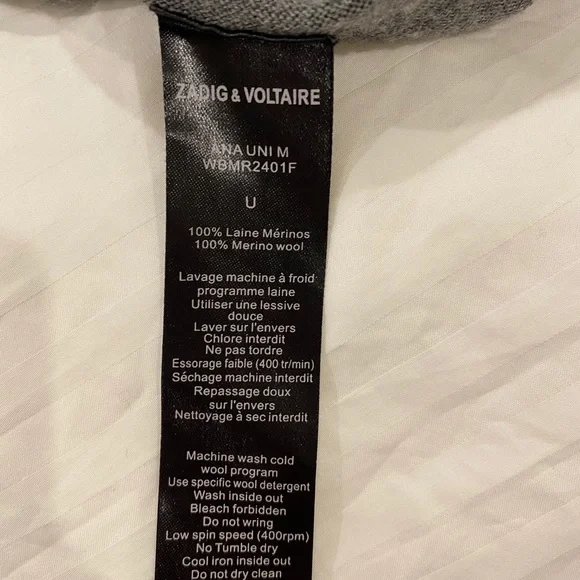 ZADIG & VOLTAIRE
ANA UNI M
WBMR2401F
U
100% Laine Mérinos
100% Merino wool
Lavage machine à froid
programme laine
Utiliser une lessive
douce
Laver sur l'envers
Chlore interdit
Ne pas tordre
Essorage faible (400 tr/min)
Séchage machine interdit
Repassage doux
sur l'envers
Nettoyage à sec interdit
Machine wash cold
wool program
Use specific wool detergent
Wash inside out
Bleach forbidden
Do not wring
Low spin speed (400rpm)
No Tumble dry
Cool iron inside out
Do not dry clean